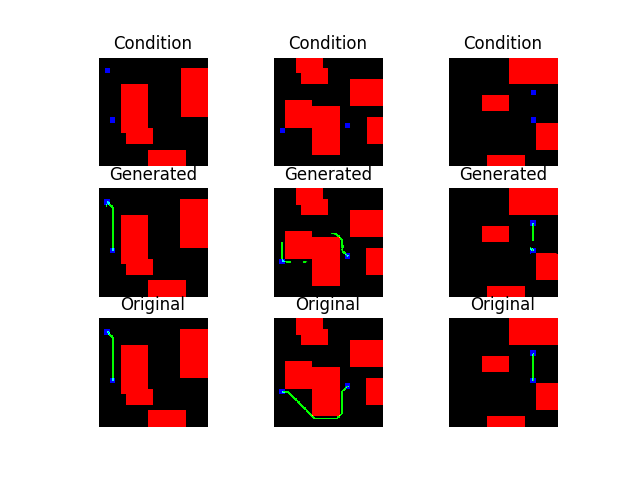 Condition Condition Condition
Generated Generated Generated
Original Original Original